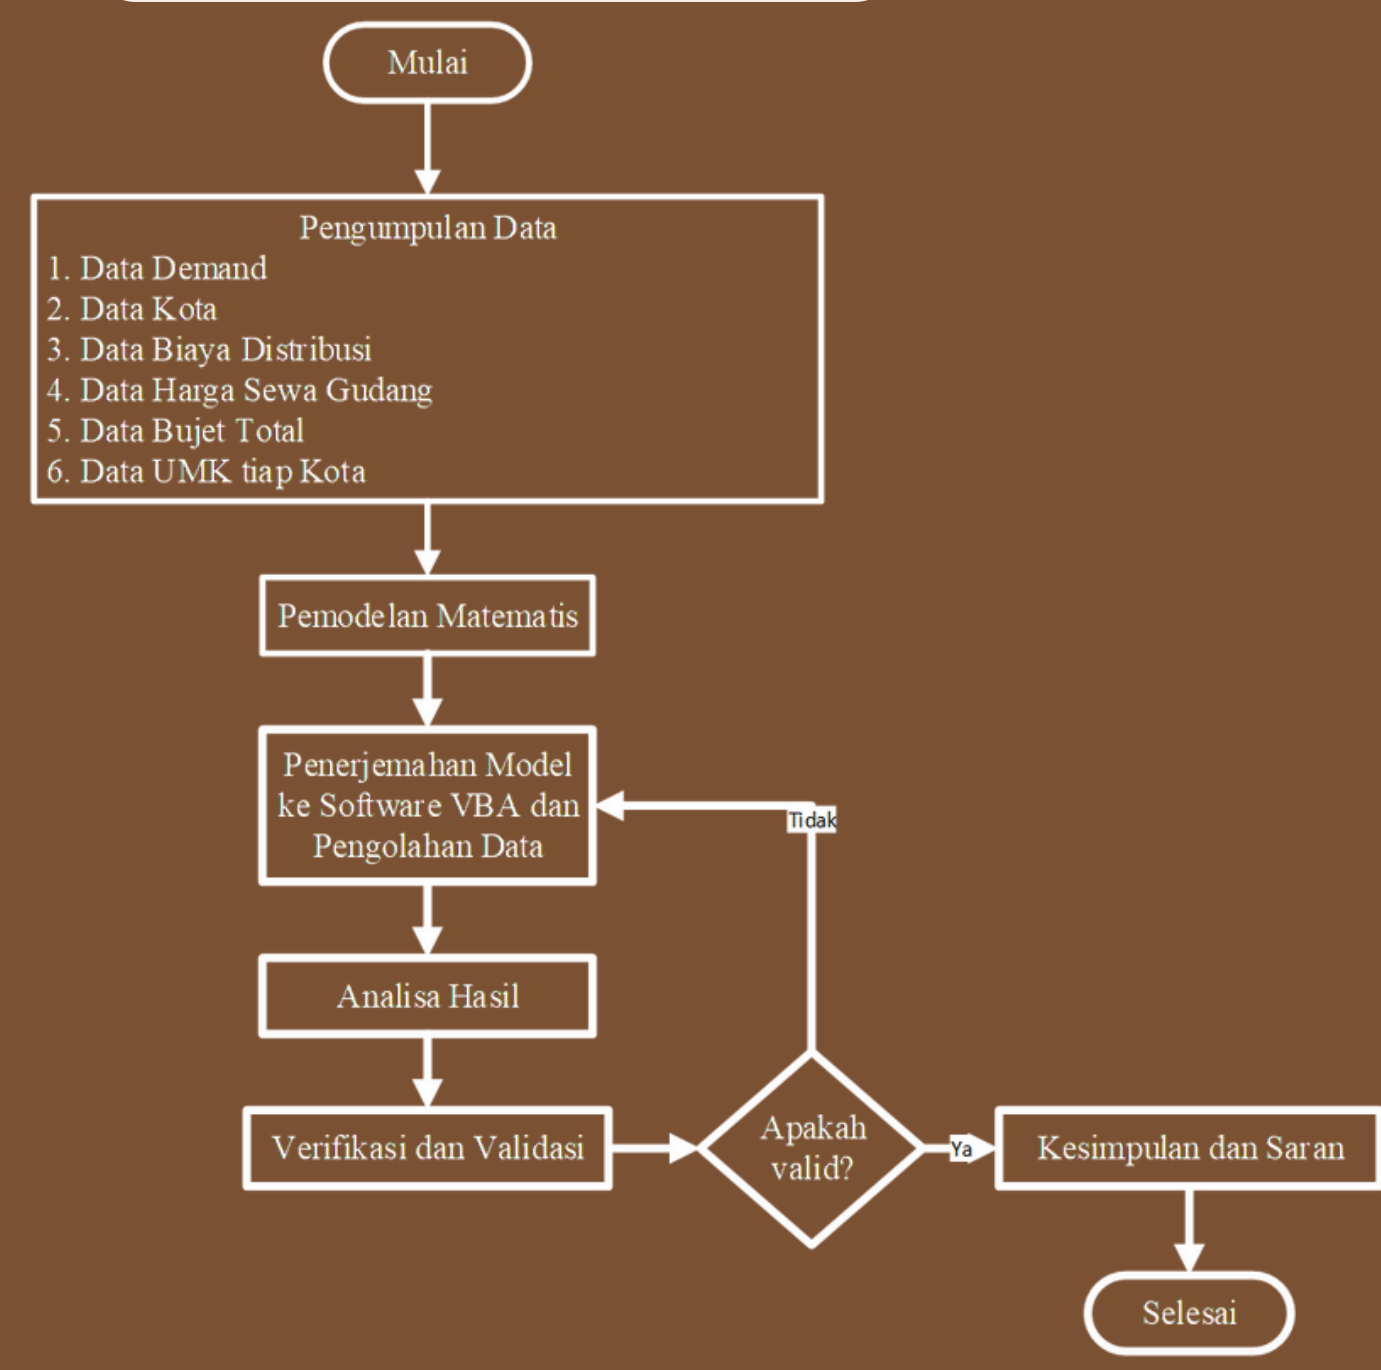 Mulai
Pengumpulan Data
1. Data Demand
2. Data Kota
3. Data Biaya Distribusi
4. Data Harga Sewa Gudang
5. Data Bujet Total
6. Data UMK tiap Kota
Pemodelan Matematis
Penerjemahan Model
ke Software VBA dan
Pengolahan Data
Tidak
Analisa Hasil
Verifikasi dan Validasi
Apakah
valid?
Ya
Kesimpulan dan Saran
Selesai